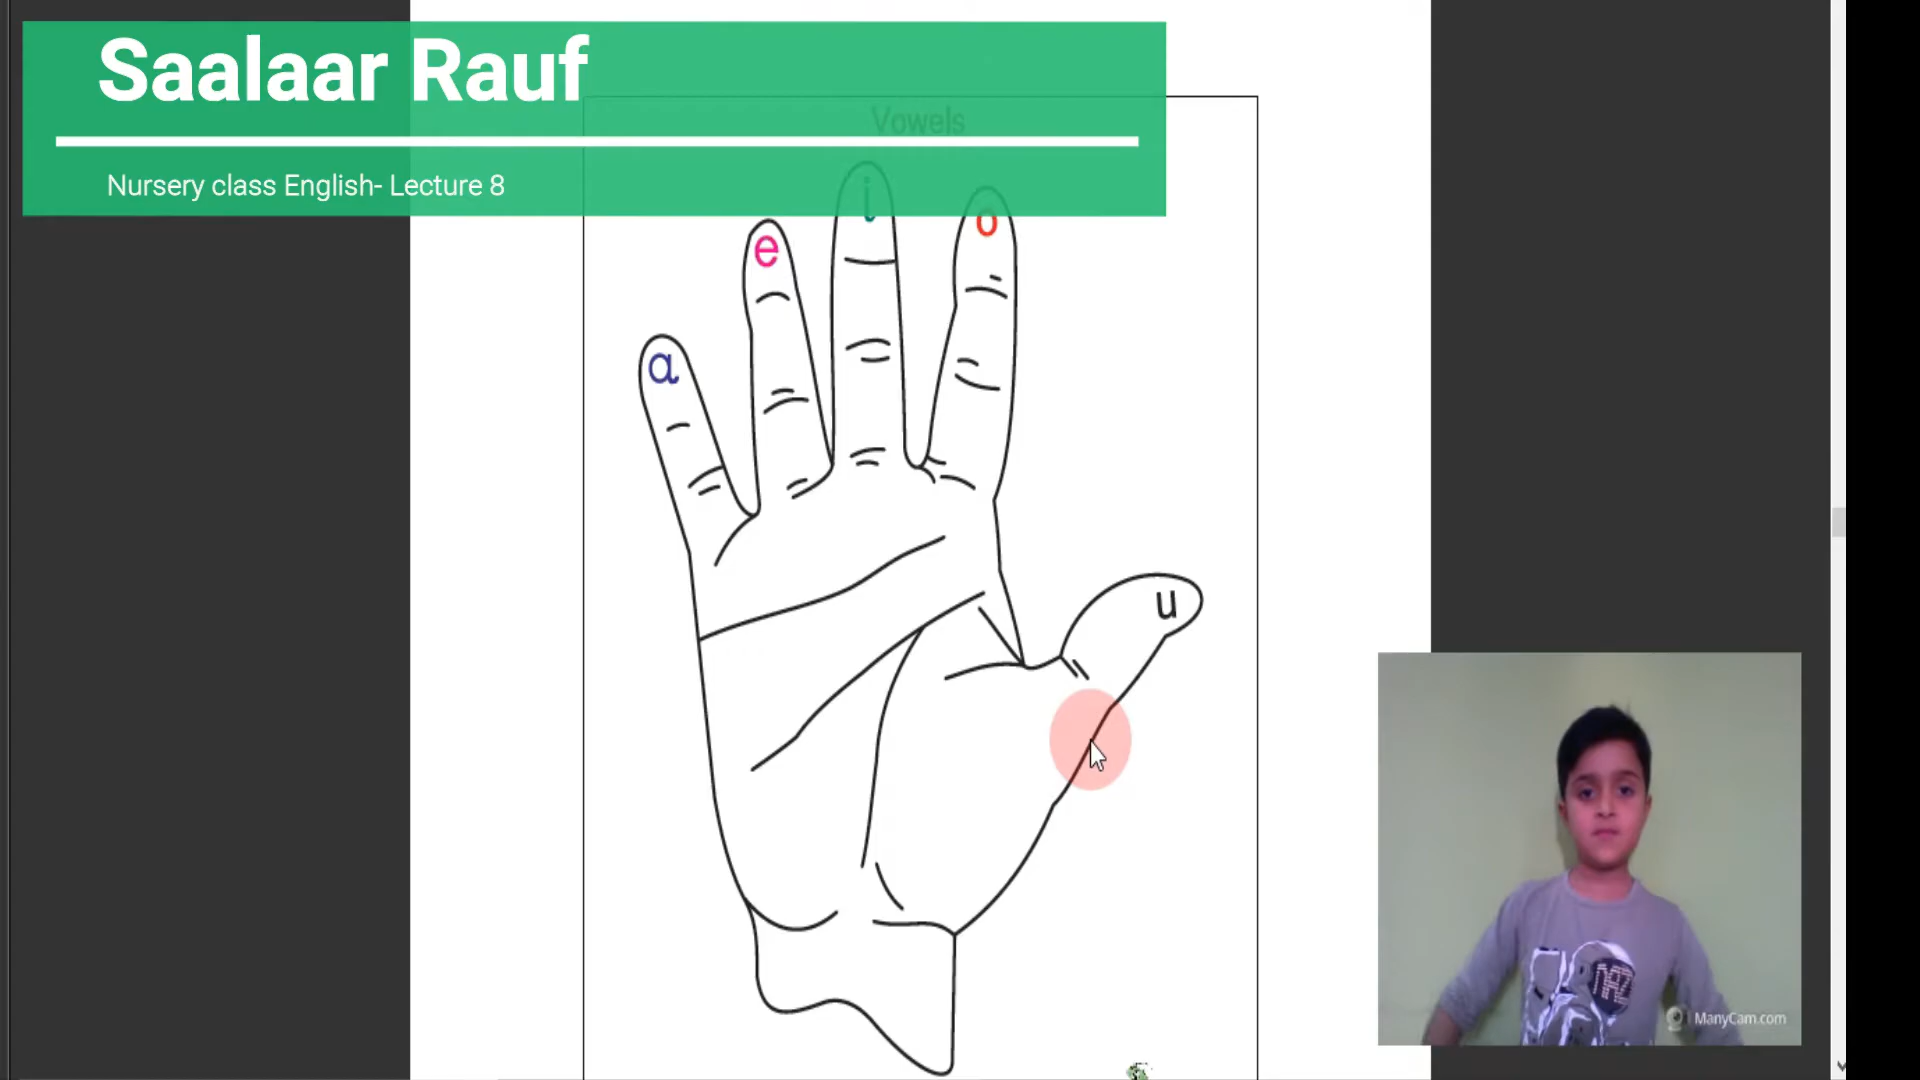 Saalaar Rauf
Vowels
Nursery class English- Lecture 8
i
o
e
a
u
ManyCam.com